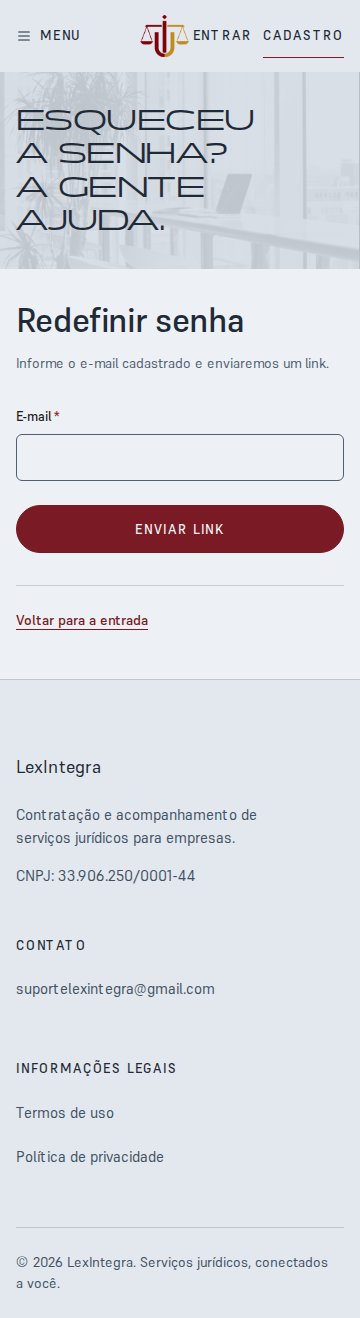 MENU
ENTRAR
CADASTRO
ESQUECEU
A SENHA?
A GENTE
AJUDA.
Redefinir senha
Informe o e-mail cadastrado e enviaremos um link.
E-mail *
ENVIAR LINK
Voltar para a entrada
LexIntegra
Contratação e acompanhamento de
serviços jurídicos para empresas.
CNPJ: 33.906.250/0001-44
CONTATO
suportelexintegra@gmail.com
INFORMAÇÕES LEGAIS
Termos de uso
Política de privacidade
© 2026 LexIntegra. Serviços jurídicos, conectados
a você.